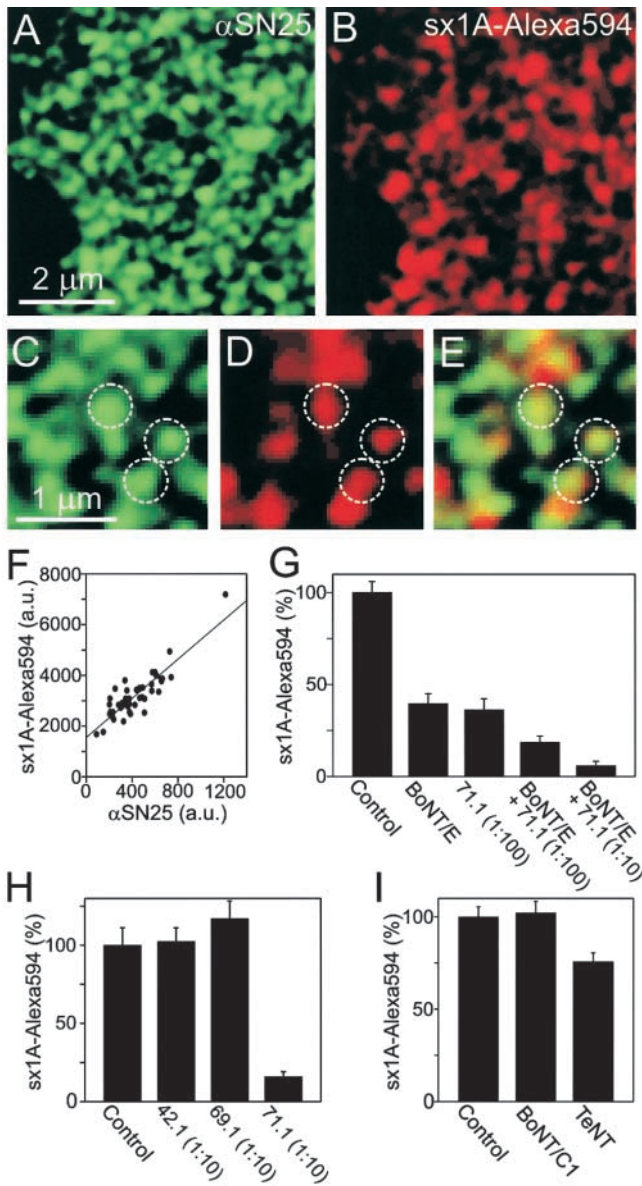 A αSN25
B sx1A-Alexa594
2 μm
C D E
1 μm
F
sx1A-Alexa594 (a.u.)
8000
6000
4000
2000
0
0 400 800 1200
αSN25 (a.u.)
G
sx1A-Alexa594 (%)
100
50
0
Control
BoNT/E
71.1 (1:100)
BoNT/E
+ 71.1 (1:100)
BoNT/E
+ 71.1 (1:10)
H
sx1A-Alexa594 (%)
100
50
0
Control
42.1 (1:10)
69.1 (1:10)
71.1 (1:10)
I
sx1A-Alexa594 (%)
100
50
0
Control
BoNT/C1
TeNT